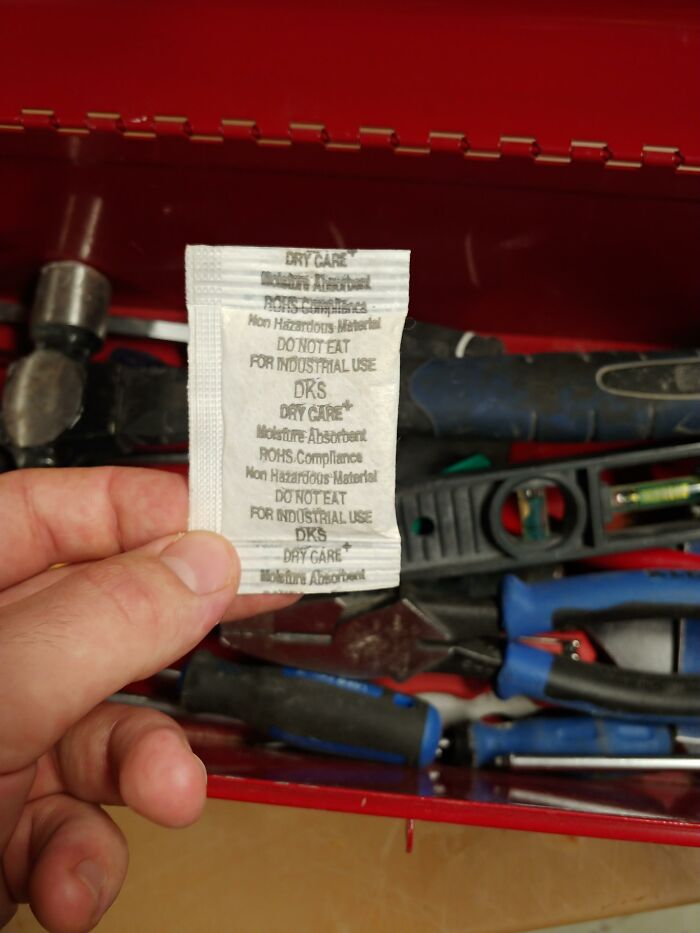 DRY CARE+
Moisture Absorbent
ROHS Compliance
Non Hazardous Material
DO NOT EAT
FOR INDUSTRIAL USE
DKS
DRY CARE+
Moisture Absorbent
ROHS Compliance
Non Hazardous Material
DO NOT EAT
FOR INDUSTRIAL USE
DKS
DRY CARE+
Moisture Absorbent